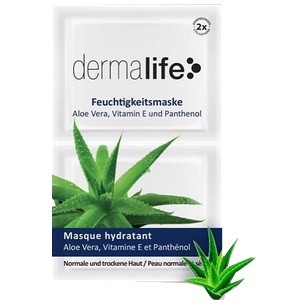 2x
dermalife
Feuchtigkeitsmaske
Aloe Vera, Vitamin E und Panthenol
Masque hydratant
Aloe Vera, Vitamine E et Panthénol
Normale und trockene Haut / Peau normale